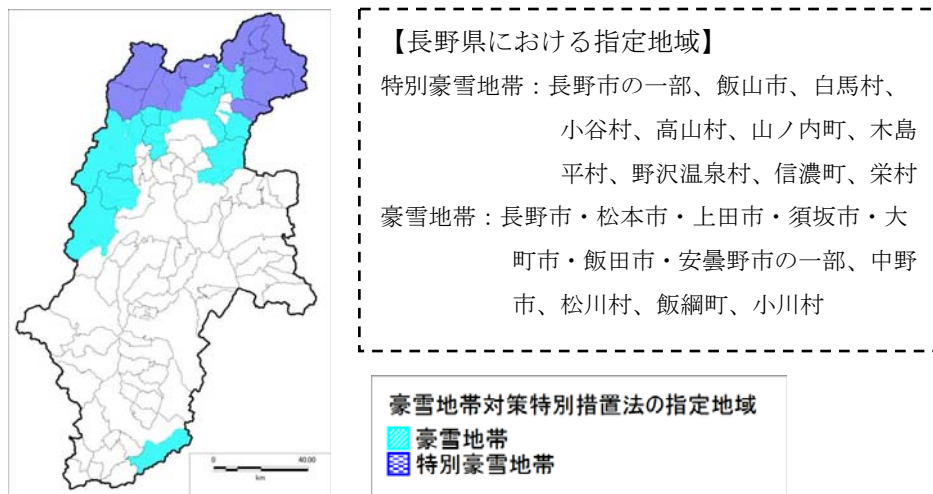 【長野県における指定地域】
特別豪雪地帯：長野市の一部、飯山市、白馬村、
小谷村、高山村、山ノ内町、木島
平村、野沢温泉村、信濃町、栄村
豪雪地帯：長野市・松本市・上田市・須坂市・大
町市・飯田市・安曇野市の一部、中野
市、松川村、飯綱町、小川村
豪雪地帯対策特別措置法の指定地域
豪雪地帯
特別豪雪地帯
0 40.00
km